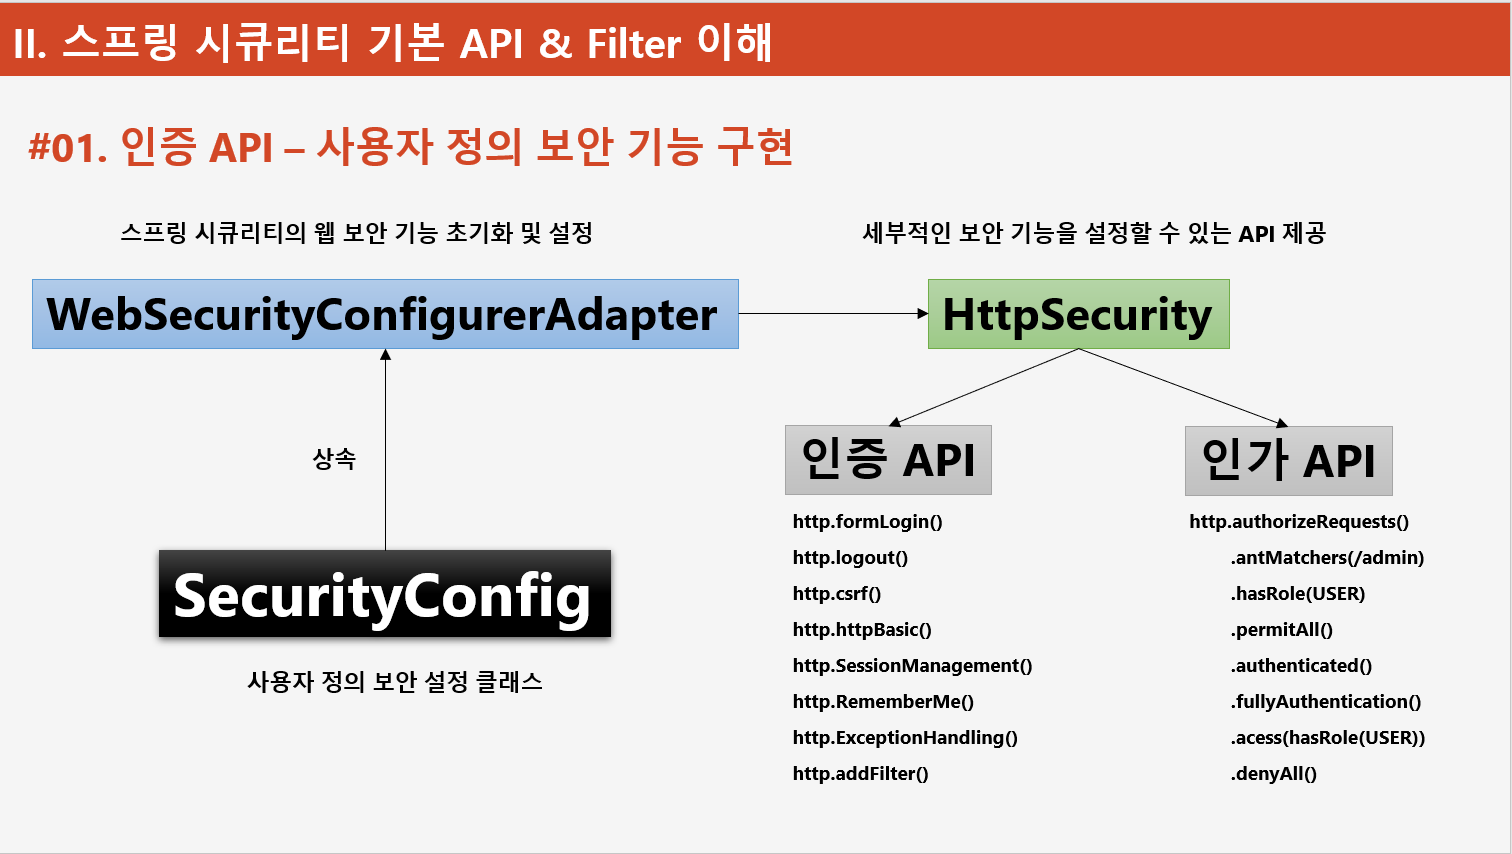 II. 스프링 시큐리티 기본 API & Filter 이해
#01. 인증 API – 사용자 정의 보안 기능 구현
스프링 시큐리티의 웹 보안 기능 초기화 및 설정
세부적인 보안 기능을 설정할 수 있는 API 제공
WebSecurityConfigurerAdapter
HttpSecurity
상속
SecurityConfig
사용자 정의 보안 설정 클래스
인증 API
http.formLogin()
http.logout()
http.csrf()
http.httpBasic()
http.SessionManagement()
http.RememberMe()
http.ExceptionHandling()
http.addFilter()
인가 API
http.authorizeRequests()
.antMatchers(/admin)
.hasRole(USER)
.permitAll()
.authenticated()
.fullyAuthentication()
.acess(hasRole(USER))
.denyAll()